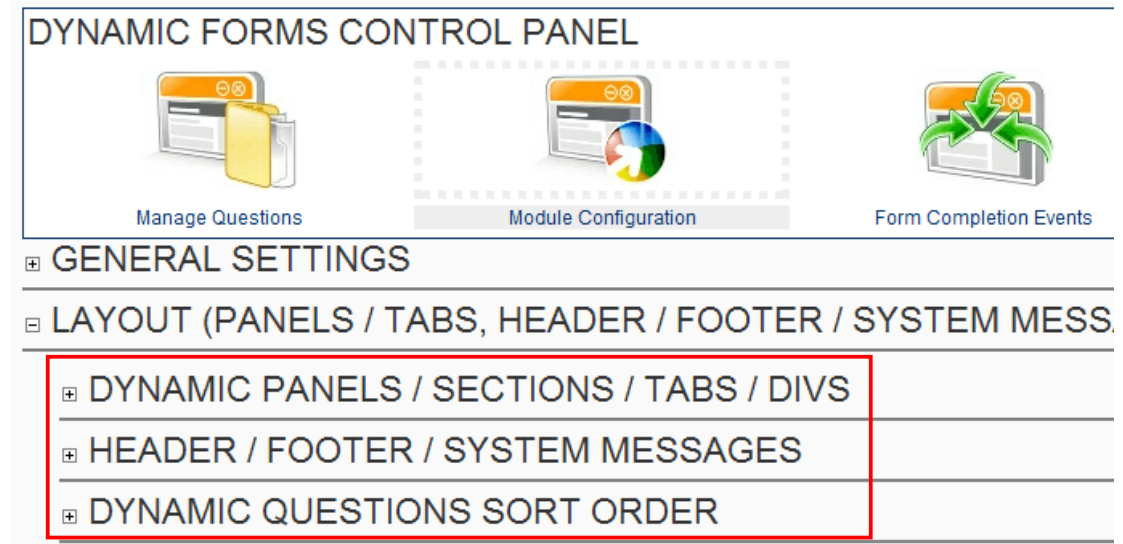 DYNAMIC FORMS CONTROL PANEL
Manage Questions
Module Configuration
Form Completion Events
GENERAL SETTINGS
LAYOUT (PANELS / TABS, HEADER / FOOTER / SYSTEM MESS
DYNAMIC PANELS / SECTIONS / TABS / DIVS
HEADER / FOOTER / SYSTEM MESSAGES
DYNAMIC QUESTIONS SORT ORDER